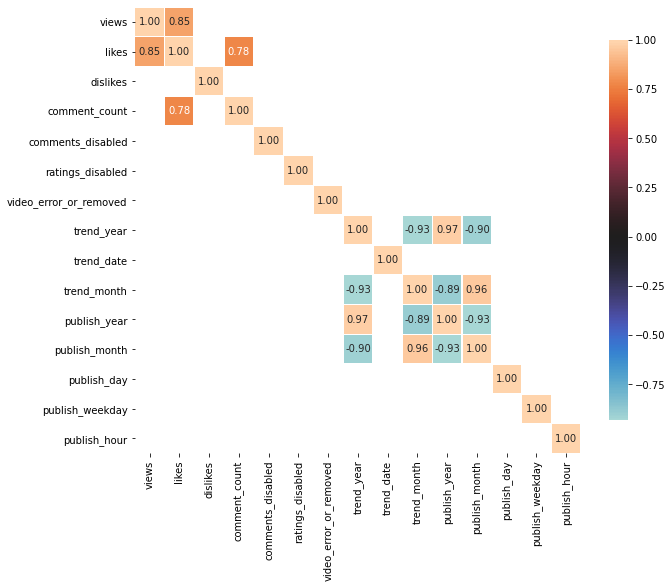 views 1.00 0.85
likes 0.85 1.00 0.78
dislikes 1.00
comment_count 0.78 1.00
comments_disabled 1.00
ratings_disabled 1.00
video_error_or_removed 1.00
trend_year 1.00 -0.93 0.97 -0.90
trend_date 1.00
trend_month -0.93 1.00 -0.89 0.96
publish_year 0.97 -0.89 1.00 -0.93
publish_month -0.90 0.96 -0.93 1.00
publish_day 1.00
publish_weekday 1.00
publish_hour 1.00
views
likes
dislikes
comment_count
comments_disabled
ratings_disabled
video_error_or_removed
trend_year
trend_date
trend_month
publish_year
publish_month
publish_day
publish_weekday
publish_hour
1.00
0.75
0.50
0.25
0.00
−0.25
−0.50
−0.75